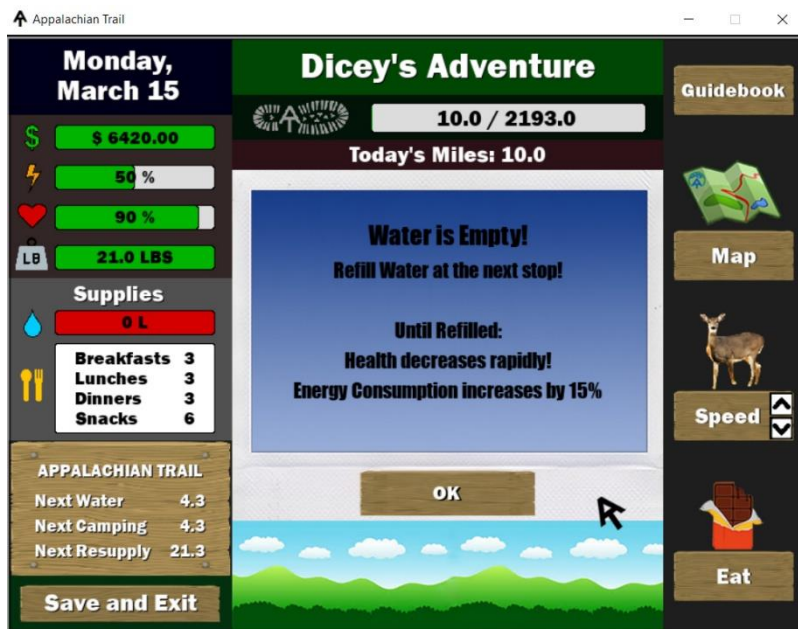 Appalachian Trail
Monday,
March 15
$ 6420.00
50 %
90 %
LB
21.0 LBS
Supplies
0 L
Breakfasts 3
Lunches 3
Dinners 3
Snacks 6
APPALACHIAN TRAIL
Next Water 4.3
Next Camping 4.3
Next Resupply 21.3
Save and Exit
Dicey's Adventure
10.0 / 2193.0
Today's Miles: 10.0
Water is Empty!
Refill Water at the next stop!
Until Refilled:
Health decreases rapidly!
Energy Consumption increases by 15%
OK
Guidebook
Map
Speed
Eat